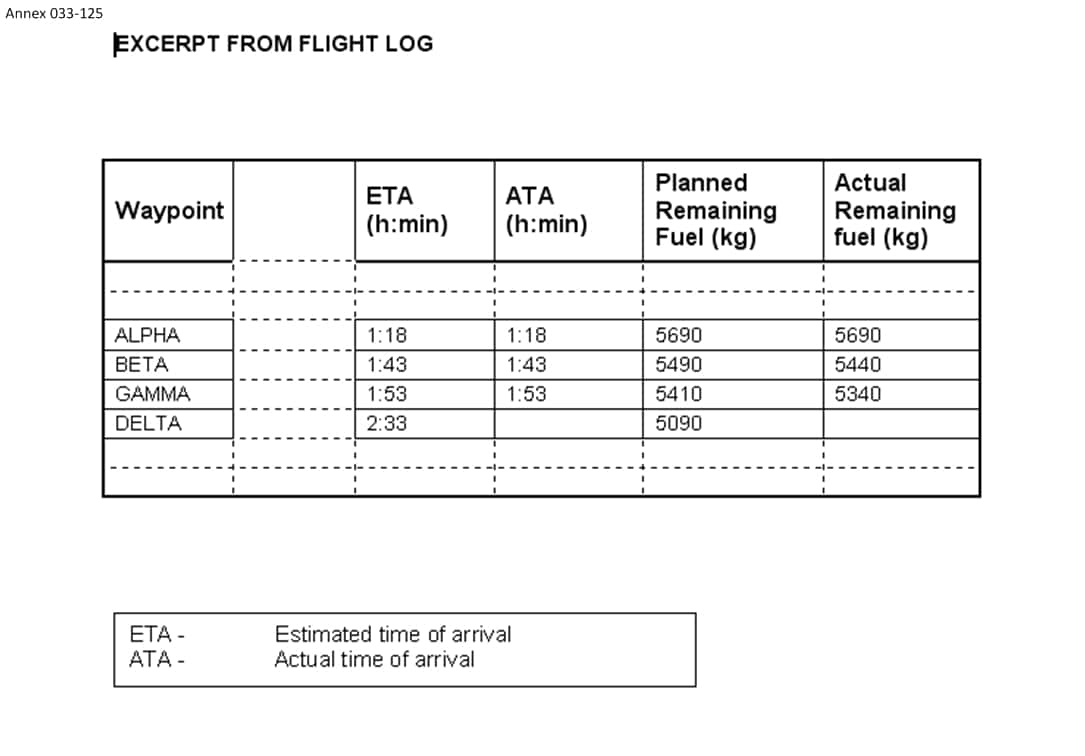 Annex 033-125
EXCERPT FROM FLIGHT LOG
Waypoint ETA (h:min) ATA (h:min) Planned Remaining Fuel (kg) Actual Remaining fuel (kg)
ALPHA 1:18 1:18 5690 5690
BETA 1:43 1:43 5490 5440
GAMMA 1:53 1:53 5410 5340
DELTA 2:33 5090
ETA - Estimated time of arrival
ATA - Actual time of arrival